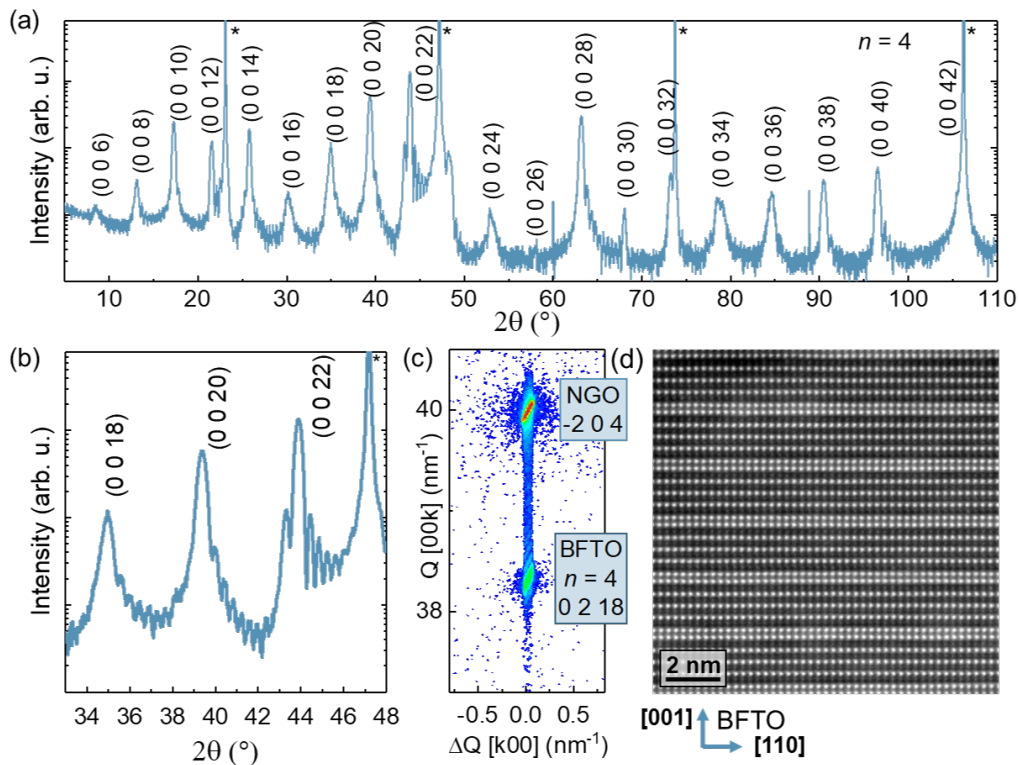 (a)
Intensity (arb. u.)
(0 0 6)
(0 0 8)
(0 0 10)
(0 0 12)
*
(0 0 14)
(0 0 16)
(0 0 18)
(0 0 20)
(0 0 22)
*
(0 0 24)
(0 0 26)
(0 0 28)
(0 0 30)
(0 0 32)
*
(0 0 34)
(0 0 36)
(0 0 38)
(0 0 40)
(0 0 42)
*
n = 4
10 20 30 40 50 60 70 80 90 100 110
2θ (°)
(b)
Intensity (arb. u.)
(0 0 18)
(0 0 20)
(0 0 22)
*
34 36 38 40 42 44 46 48
2θ (°)
(c)
Q [00k] (nm⁻¹)
40
38
NGO
-2 0 4
BFTO
n = 4
0 2 18
-0.5 0.0 0.5
ΔQ [k00] (nm⁻¹)
(d)
2 nm
[001] BFTO
[110]